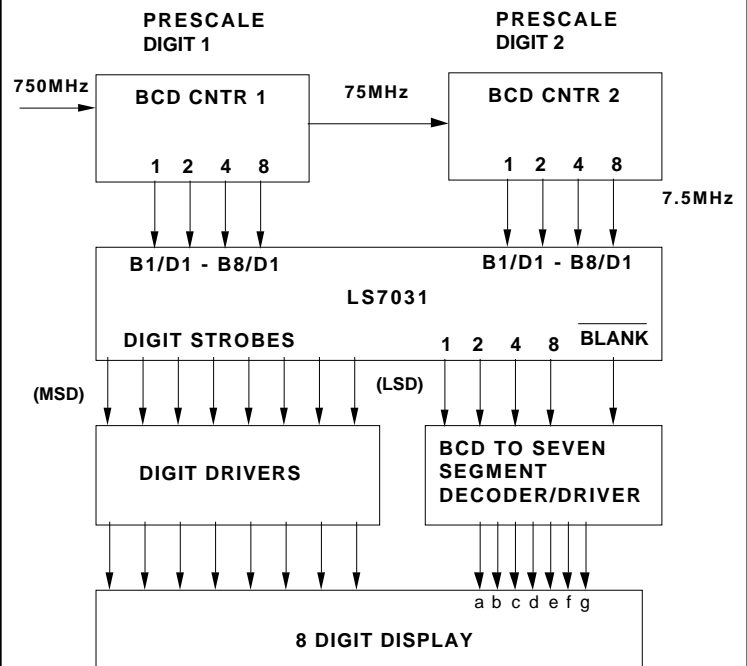 PRESCALE
DIGIT 1
PRESCALE
DIGIT 2
750MHz
BCD CNTR 1
75MHz
BCD CNTR 2
1 2 4 8
1 2 4 8
7.5MHz
B1/D1 - B8/D1
B1/D1 - B8/D1
LS7031
DIGIT STROBES
1 2 4 8
BLANK
(MSD)
(LSD)
DIGIT DRIVERS
BCD TO SEVEN
SEGMENT
DECODER/DRIVER
a b c d e f g
8 DIGIT DISPLAY